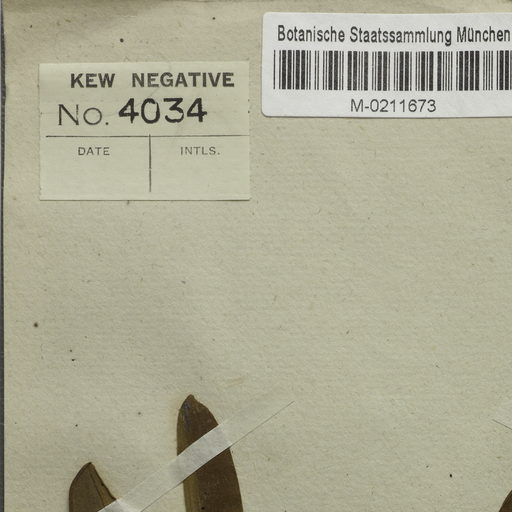 Botanische Staatssammlung München
M-0211673
KEW NEGATIVE
No. 4034
DATE INTLS.